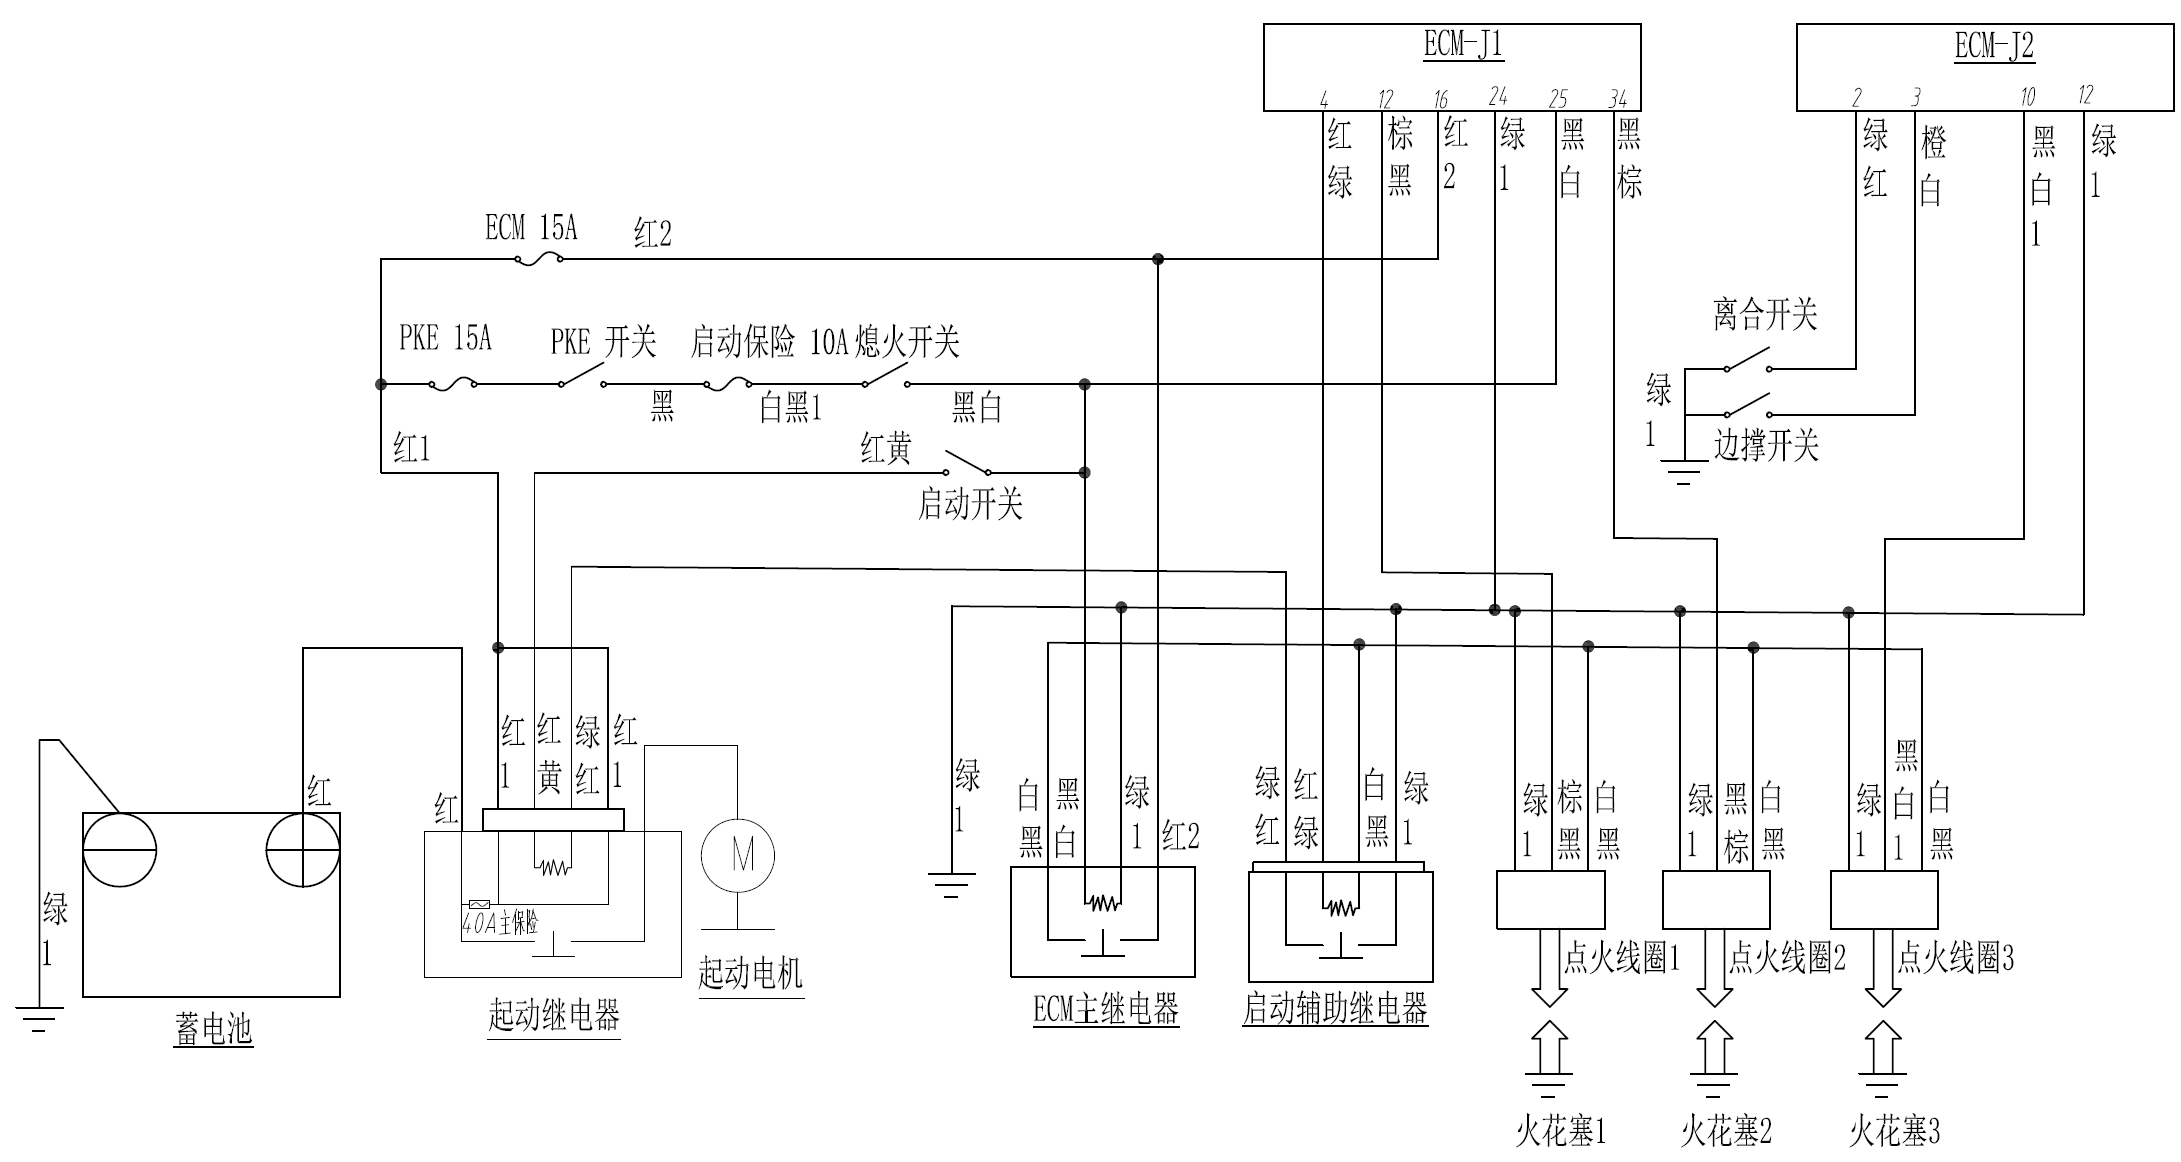 ECM-J1
ECM-J2
4 12 16 24 25 34
2 3 10 12
红绿
棕黑
红2
绿1
黑白
黑棕
绿红
橙白
黑白1
绿1
ECM 15A
红2
PKE 15A
PKE 开关
启动保险 10A
熄火开关
黑
白黑1
黑白
离合开关
绿1
边撑开关
红1
红黄
启动开关
红
红
红1
红黄
绿红
红1
绿1
M
40A主保险
绿1
白黑
黑白
绿1
红2
绿红
红绿
白黑
绿1
绿1
棕黑
白黑
绿1
黑棕
白黑
绿1
黑白1
白黑
点火线圈1
点火线圈2
点火线圈3
蓄电池
起动继电器
起动电机
ECM主继电器
启动辅助继电器
火花塞1
火花塞2
火花塞3